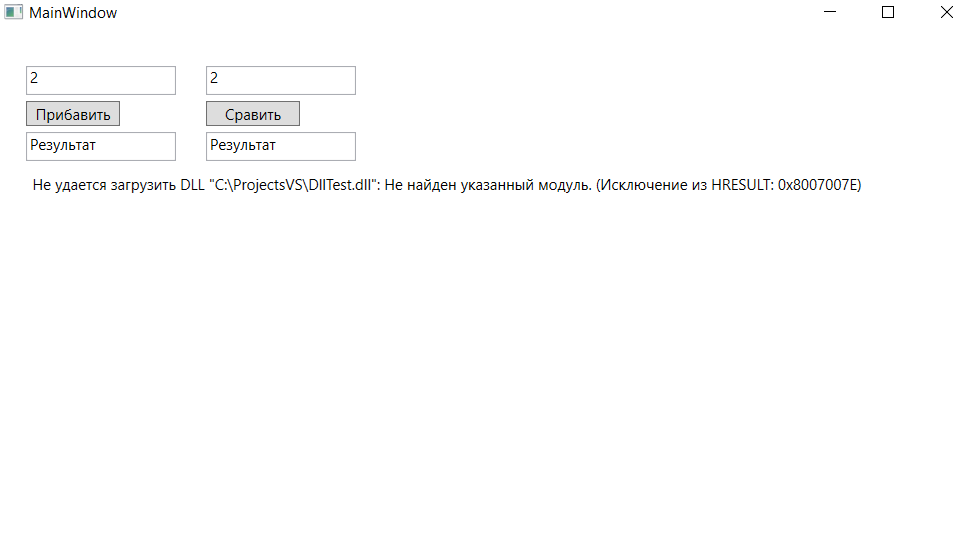 MainWindow
2 2
Прибавить Сравить
Результат Результат
Не удается загрузить DLL "C:\ProjectsVS\DllTest.dll": Не найден указанный модуль. (Исключение из HRESULT: 0x8007007E)